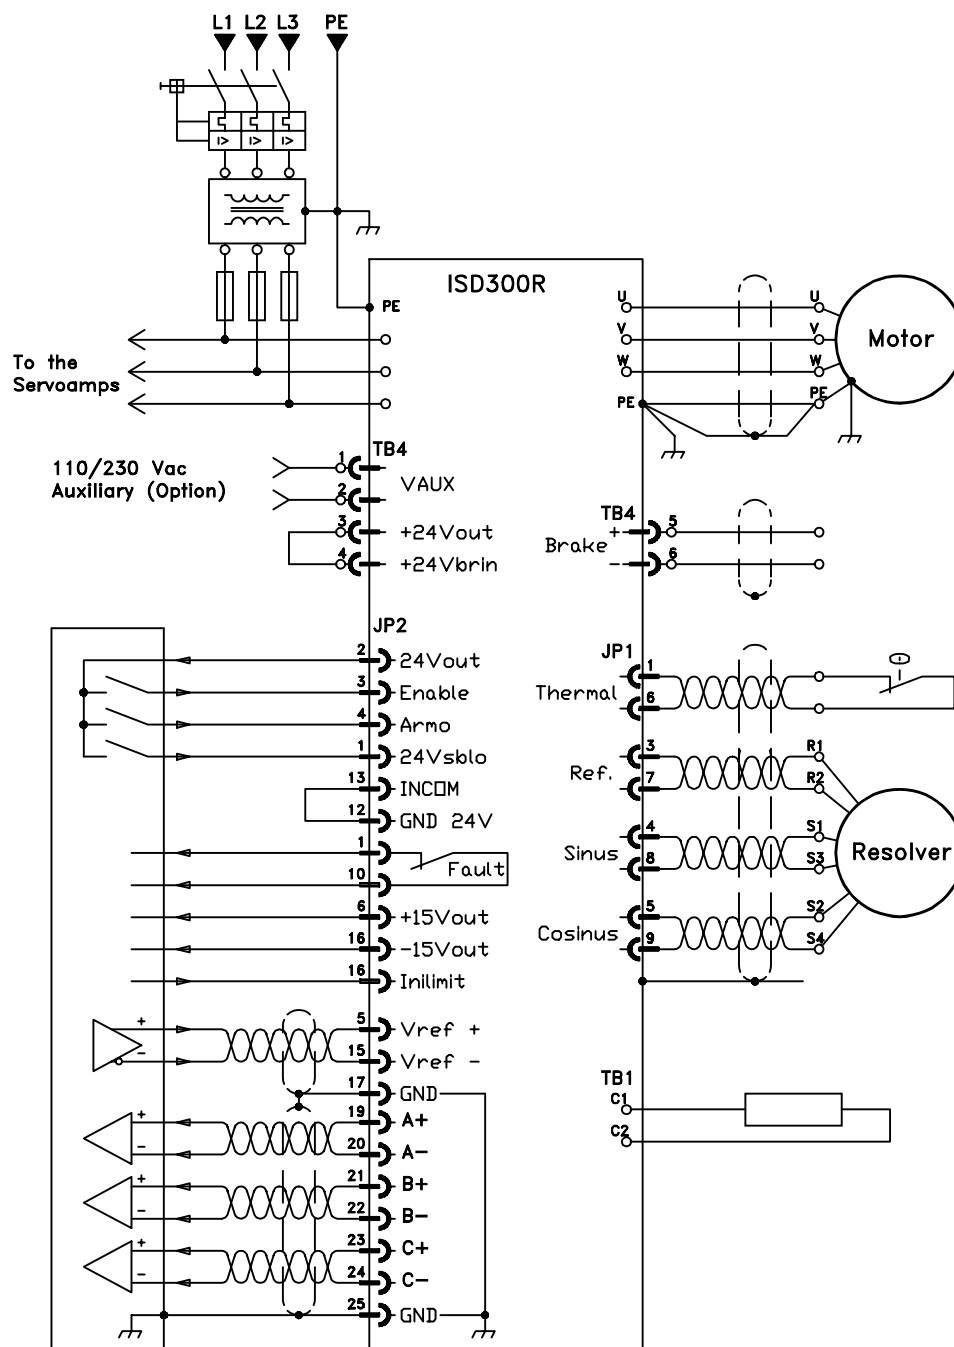 L1 L2 L3 PE
I> I> I>
ISD300R
PE
To the
Servoamps
U U
V V
W W
PE PE
Motor
110/230 Vac
Auxiliary (Option)
TB4
1
2
VAUX
3 +24Vout
4 +24Vbrin
TB4
Brake
+ 5
- 6
JP2
2 24Vout
3 Enable
4 Armo
1 24Vsblo
13 INCOM
12 GND 24V
1
10
Fault
6 +15Vout
16 -15Vout
16 Inilimit
+ 5 Vref +
- 15 Vref -
17 GND
+ 19 A+
- 20 A-
+ 21 B+
- 22 B-
+ 23 C+
- 24 C-
25 GND
JP1
Thermal
1
6
Ref.
3 R1
7 R2
Sinus
4 S1
8 S3
Cosinus
5 S2
9 S4
Resolver
TB1
C1
C2